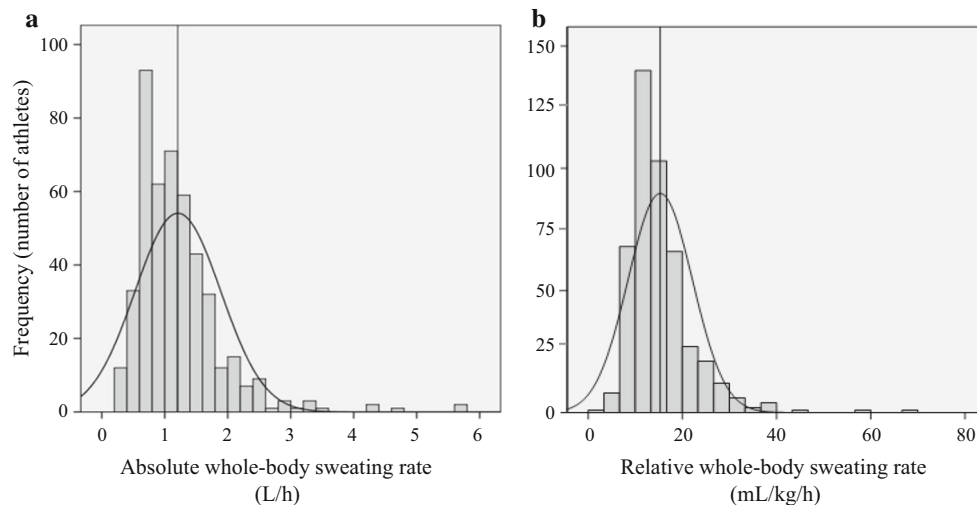 a
100
80
60
40
20
0
Frequency (number of athletes)
0 1 2 3 4 5 6
Absolute whole-body sweating rate
(L/h)
b
150
125
100
75
50
25
0
0 20 40 60 80
Relative whole-body sweating rate
(mL/kg/h)